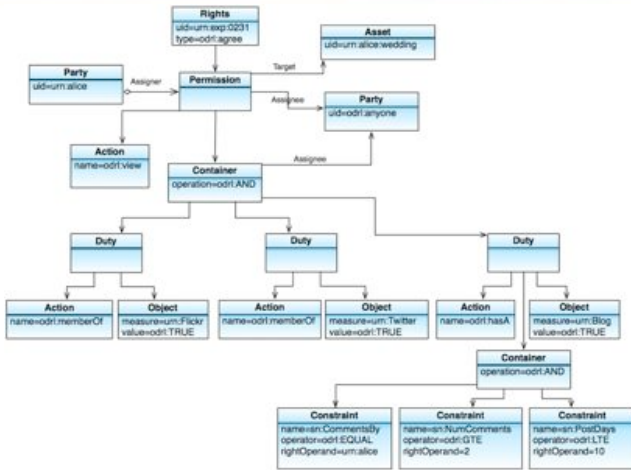 Rights
uid=urn:exp:0231
type=odrl:agree
Asset
uid=urn:alice:wedding
Party
uid=urn:alice
Assigner
Permission
Target
Assignee
Party
uid=odrl:anyone
Action
name=odrl:view
Assignee
Container
operation=odrl:AND
Duty
Duty
Duty
Action
name=odrl:memberOf
Object
measure=urn:Flickr
value=odrl:TRUE
Action
name=odrl:memberOf
Object
measure=urn:Twitter
value=odrl:TRUE
Action
name=odrl:hasA
Object
measure=urn:Blog
value=odrl:TRUE
Container
operation=odrl:AND
Constraint
name=sn:CommentsBy
operator=odrl:EQUAL
rightOperand=urn:alice
Constraint
name=sn:NumComments
operator=odrl:GTE
rightOperand=2
Constraint
name=sn:PostDays
operator=odrl:LTE
rightOperand=10